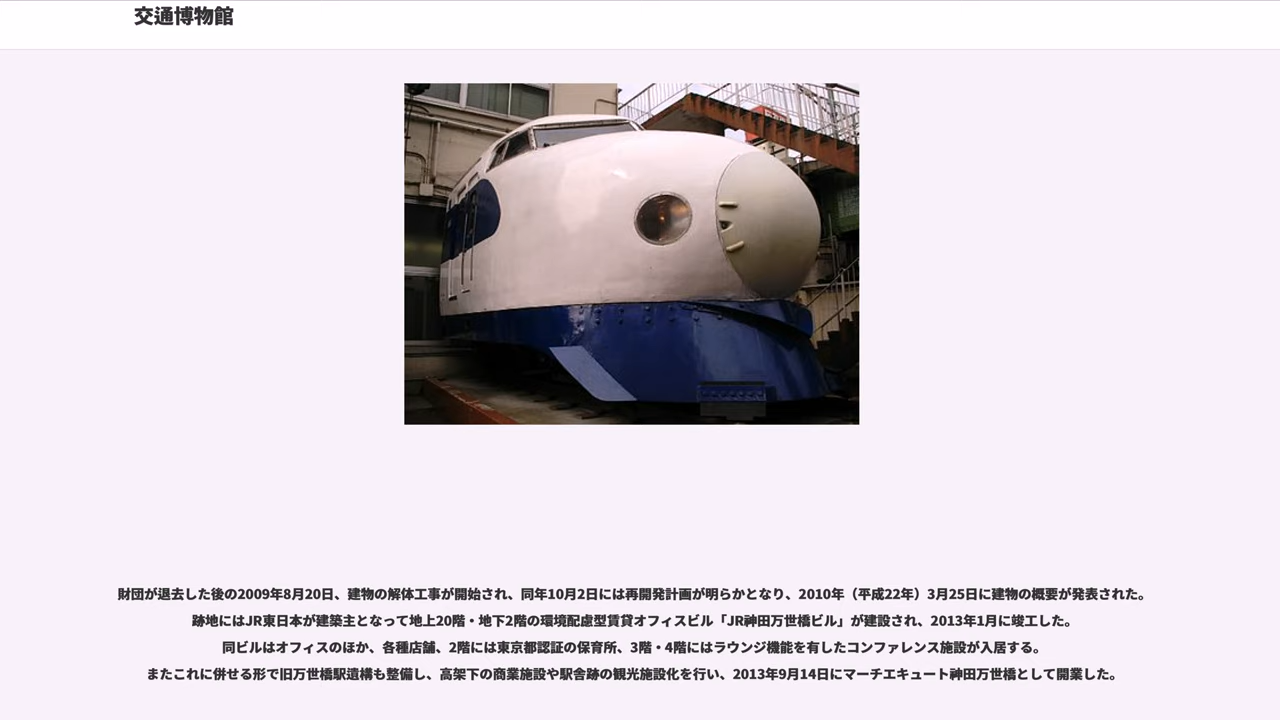 交通博物館
財団が退去した後の2009年8月20日、建物の解体工事が開始され、同年10月2日には再開発計画が明らかとなり、2010年（平成22年）3月25日に建物の概要が発表された。
跡地にはJR東日本が建築主となって地上20階・地下2階の環境配慮型賃貸オフィスビル「JR神田万世橋ビル」が建設され、2013年1月に竣工した。
同ビルはオフィスのほか、各種店舗、2階には東京都認証の保育所、3階・4階にはラウンジ機能を有したコンファレンス施設が入居する。
またこれに併せる形で旧万世橋駅遺構も整備し、高架下の商業施設や駅舎跡の観光施設化を行い、2013年9月14日にマーチエキュート神田万世橋として開業した。